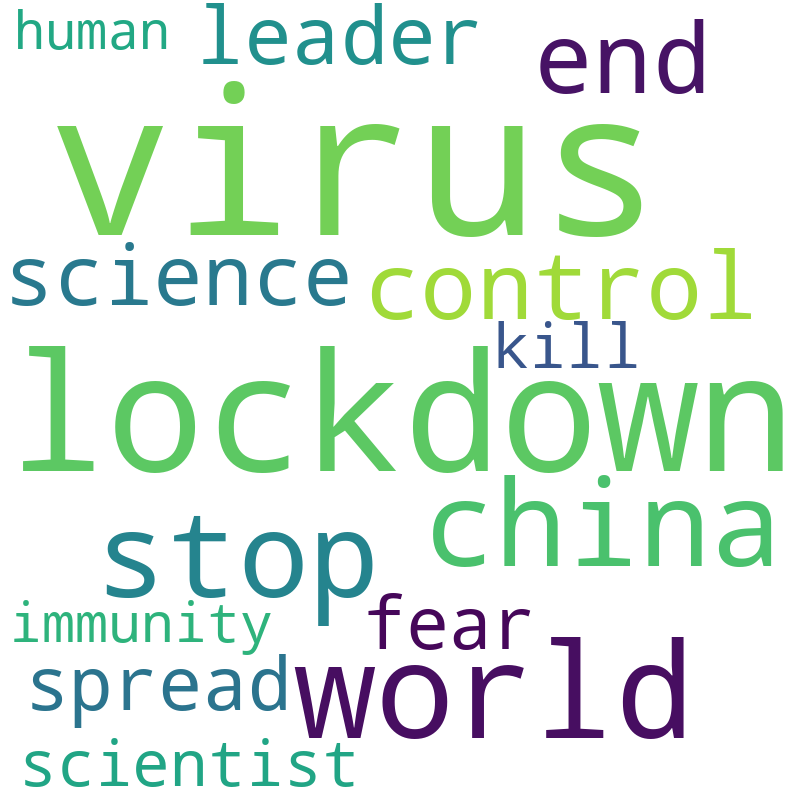 human leader end
virus
science control
kill
lockdown
china
stop
immunity fear
spread world
scientist